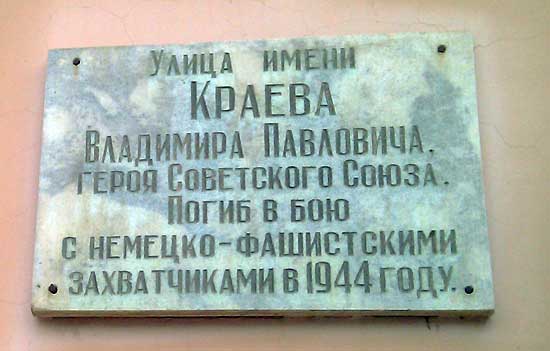 Улица имени
Краева
Владимира Павловича.
героя Советского Союза.
Погиб в бою
с немецко-фашистскими
захватчиками в 1944 году.